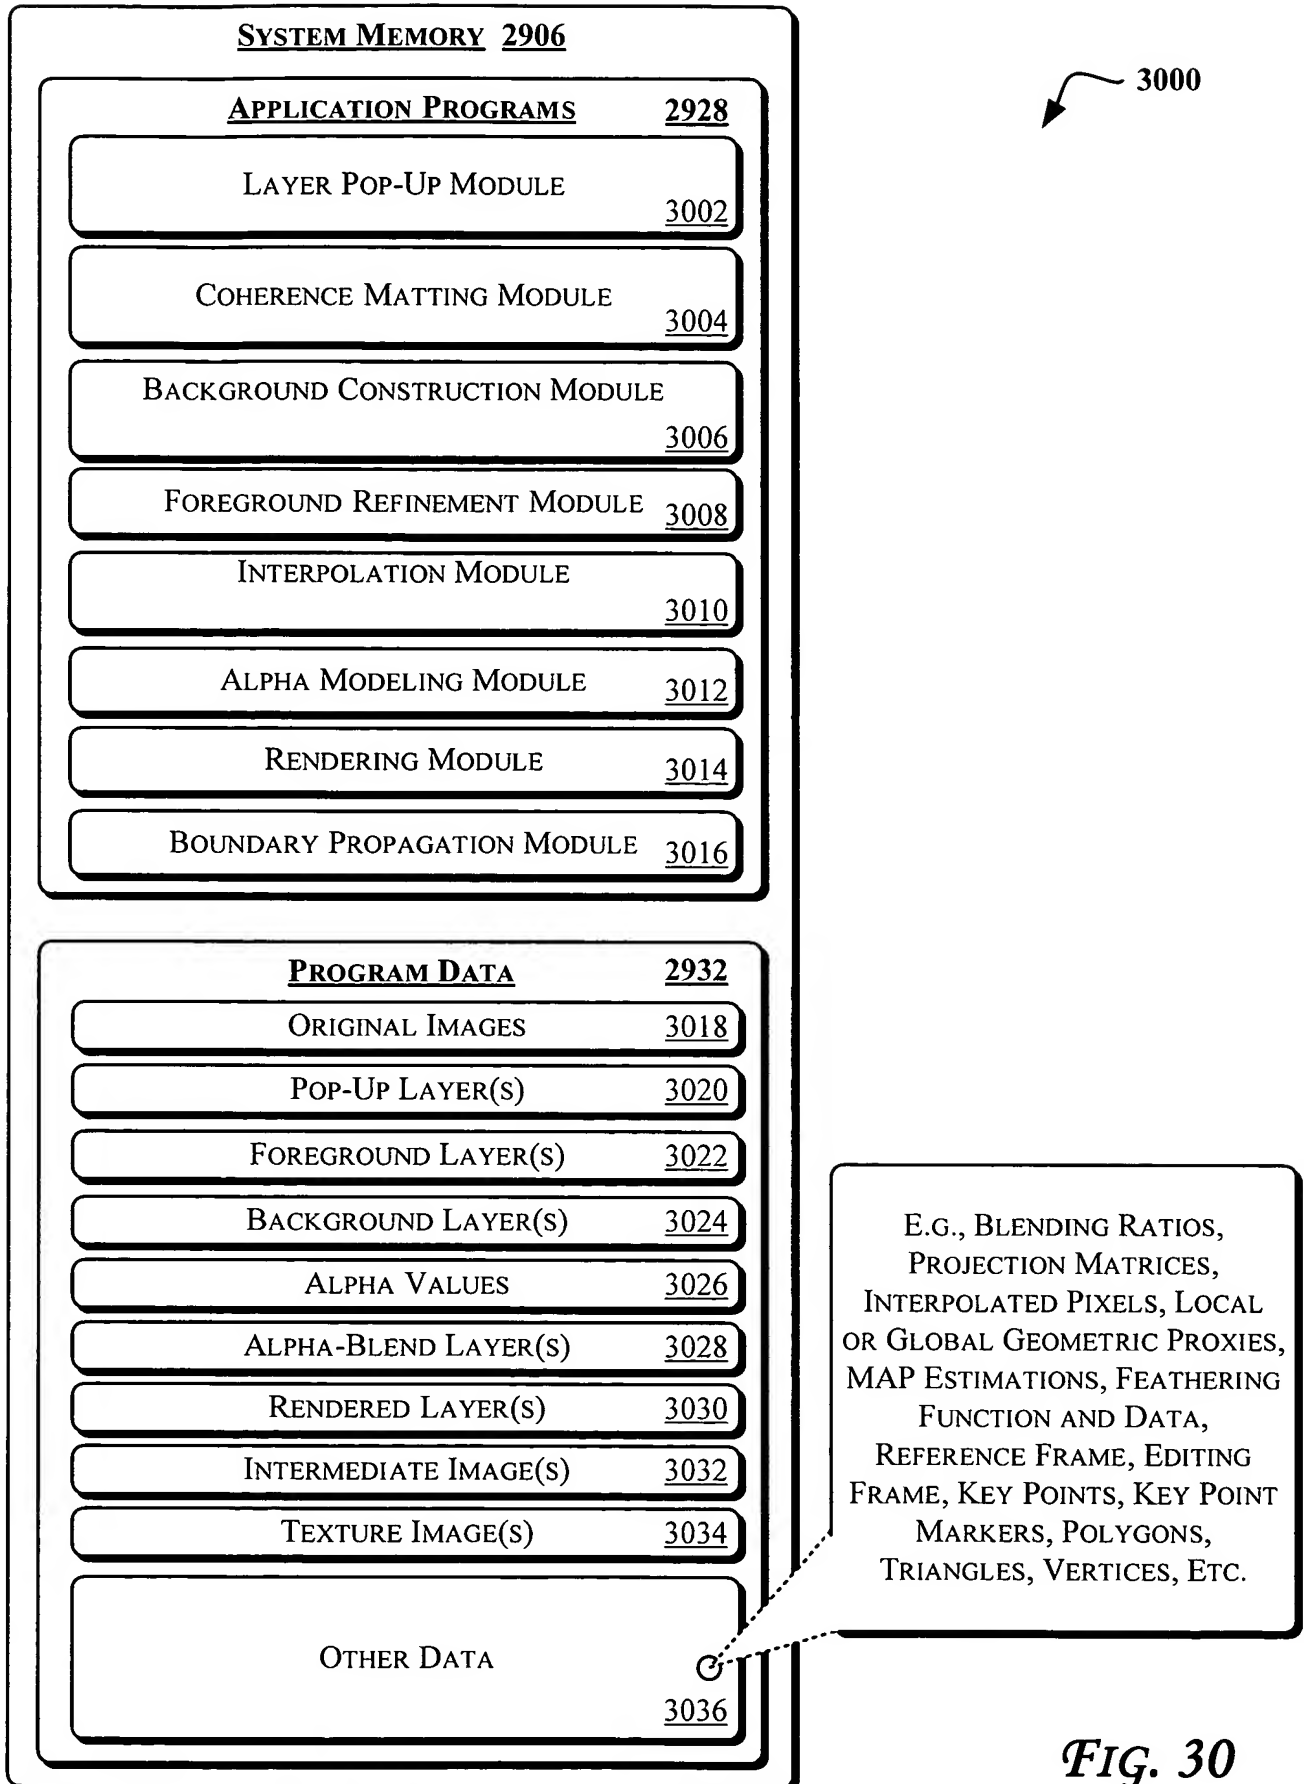 SYSTEM MEMORY 2906
3000
APPLICATION PROGRAMS 2928
LAYER POP-UP MODULE
3002
COHERENCE MATTING MODULE
3004
BACKGROUND CONSTRUCTION MODULE
3006
FOREGROUND REFINEMENT MODULE 3008
INTERPOLATION MODULE
3010
ALPHA MODELING MODULE 3012
RENDERING MODULE 3014
BOUNDARY PROPAGATION MODULE 3016
PROGRAM DATA 2932
ORIGINAL IMAGES 3018
POP-UP LAYER(S) 3020
FOREGROUND LAYER(S) 3022
BACKGROUND LAYER(S) 3024
ALPHA VALUES 3026
ALPHA-BLEND LAYER(S) 3028
RENDERED LAYER(S) 3030
INTERMEDIATE IMAGE(S) 3032
TEXTURE IMAGE(S) 3034
OTHER DATA
3036
E.G., BLENDING RATIOS,
PROJECTION MATRICES,
INTERPOLATED PIXELS, LOCAL
OR GLOBAL GEOMETRIC PROXIES,
MAP ESTIMATIONS, FEATHERING
FUNCTION AND DATA,
REFERENCE FRAME, EDITING
FRAME, KEY POINTS, KEY POINT
MARKERS, POLYGONS,
TRIANGLES, VERTICES, ETC.
FIG. 30